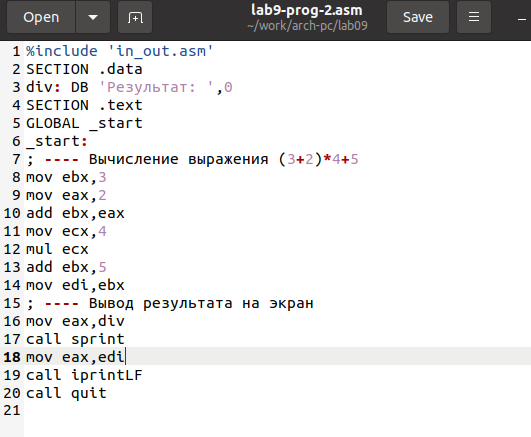 Open
lab9-prog-2.asm
~/work/arch-pc/lab09
Save
1 %include 'in_out.asm'
2 SECTION .data
3 div: DB 'Результат: ',0
4 SECTION .text
5 GLOBAL _start
6 _start:
7 ; ---- Вычисление выражения (3+2)*4+5
8 mov ebx,3
9 mov eax,2
10 add ebx,eax
11 mov ecx,4
12 mul ecx
13 add ebx,5
14 mov edi,ebx
15 ; ---- Вывод результата на экран
16 mov eax,div
17 call sprint
18 mov eax,edi
19 call iprintLF
20 call quit
21